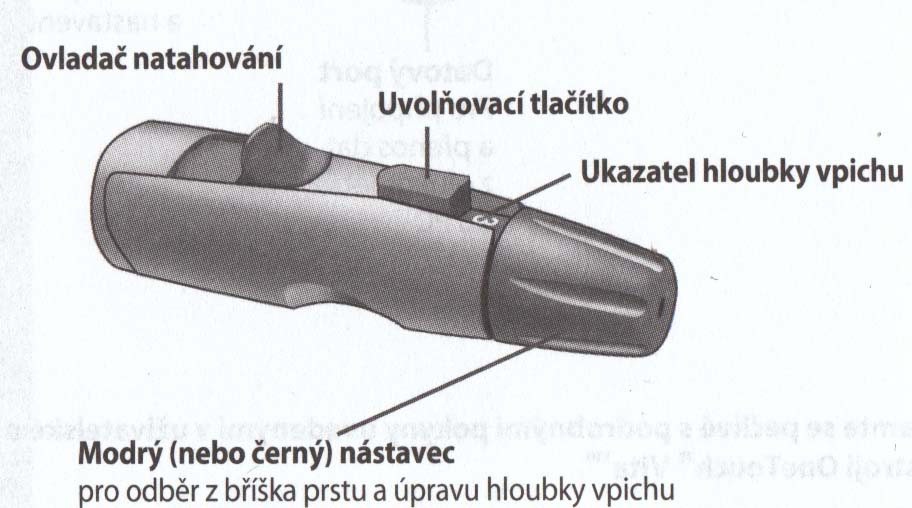 Ovladač natahování
Uvolňovací tlačítko
Ukazatel hloubky vpichu
Modrý (nebo černý) nástavec
pro odběr z bříška prstu a úpravu hloubky vpichu